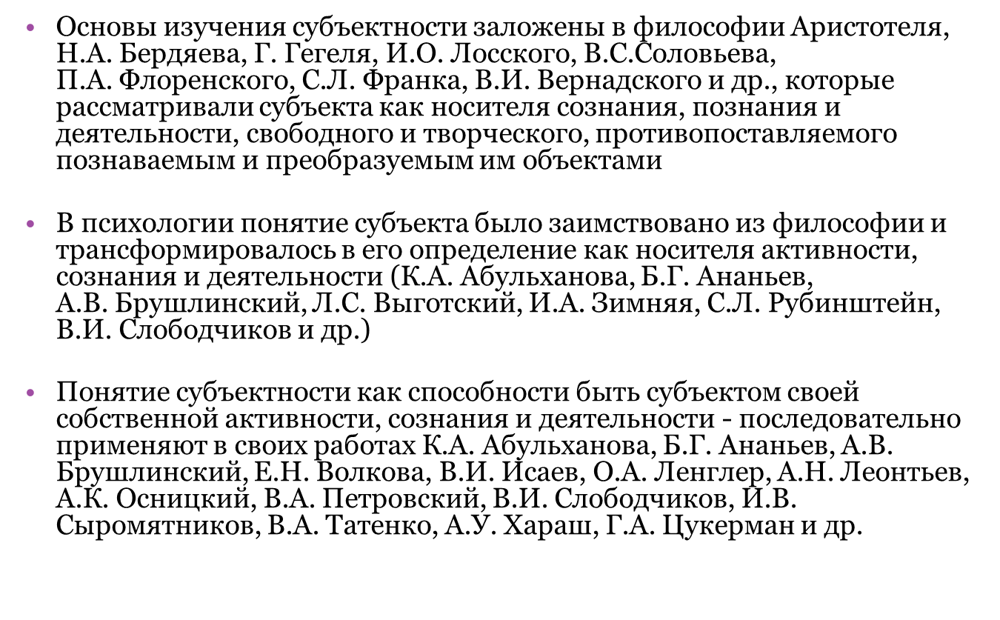 • Основы изучения субъектности заложены в философии Аристотеля,
Н.А. Бердяева, Г. Гегеля, И.О. Лосского, В.С.Соловьева,
П.А. Флоренского, С.Л. Франка, В.И. Вернадского и др., которые
рассматривали субъекта как носителя сознания, познания и
деятельности, свободного и творческого, противопоставляемого
познаваемым и преобразуемым им объектами
• В психологии понятие субъекта было заимствовано из философии и
трансформировалось в его определение как носителя активности,
сознания и деятельности (К.А. Абульханова, Б.Г. Ананьев,
А.В. Брушлинский, Л.С. Выготский, И.А. Зимняя, С.Л. Рубинштейн,
В.И. Слободчиков и др.)
• Понятие субъектности как способности быть субъектом своей
собственной активности, сознания и деятельности - последовательно
применяют в своих работах К.А. Абульханова, Б.Г. Ананьев, А.В.
Брушлинский, Е.Н. Волкова, В.И. Исаев, О.А. Ленглер, А.Н. Леонтьев,
А.К. Осницкий, В.А. Петровский, В.И. Слободчиков, И.В.
Сыромятников, В.А. Татенко, А.У. Хараш, Г.А. Цукерман и др.